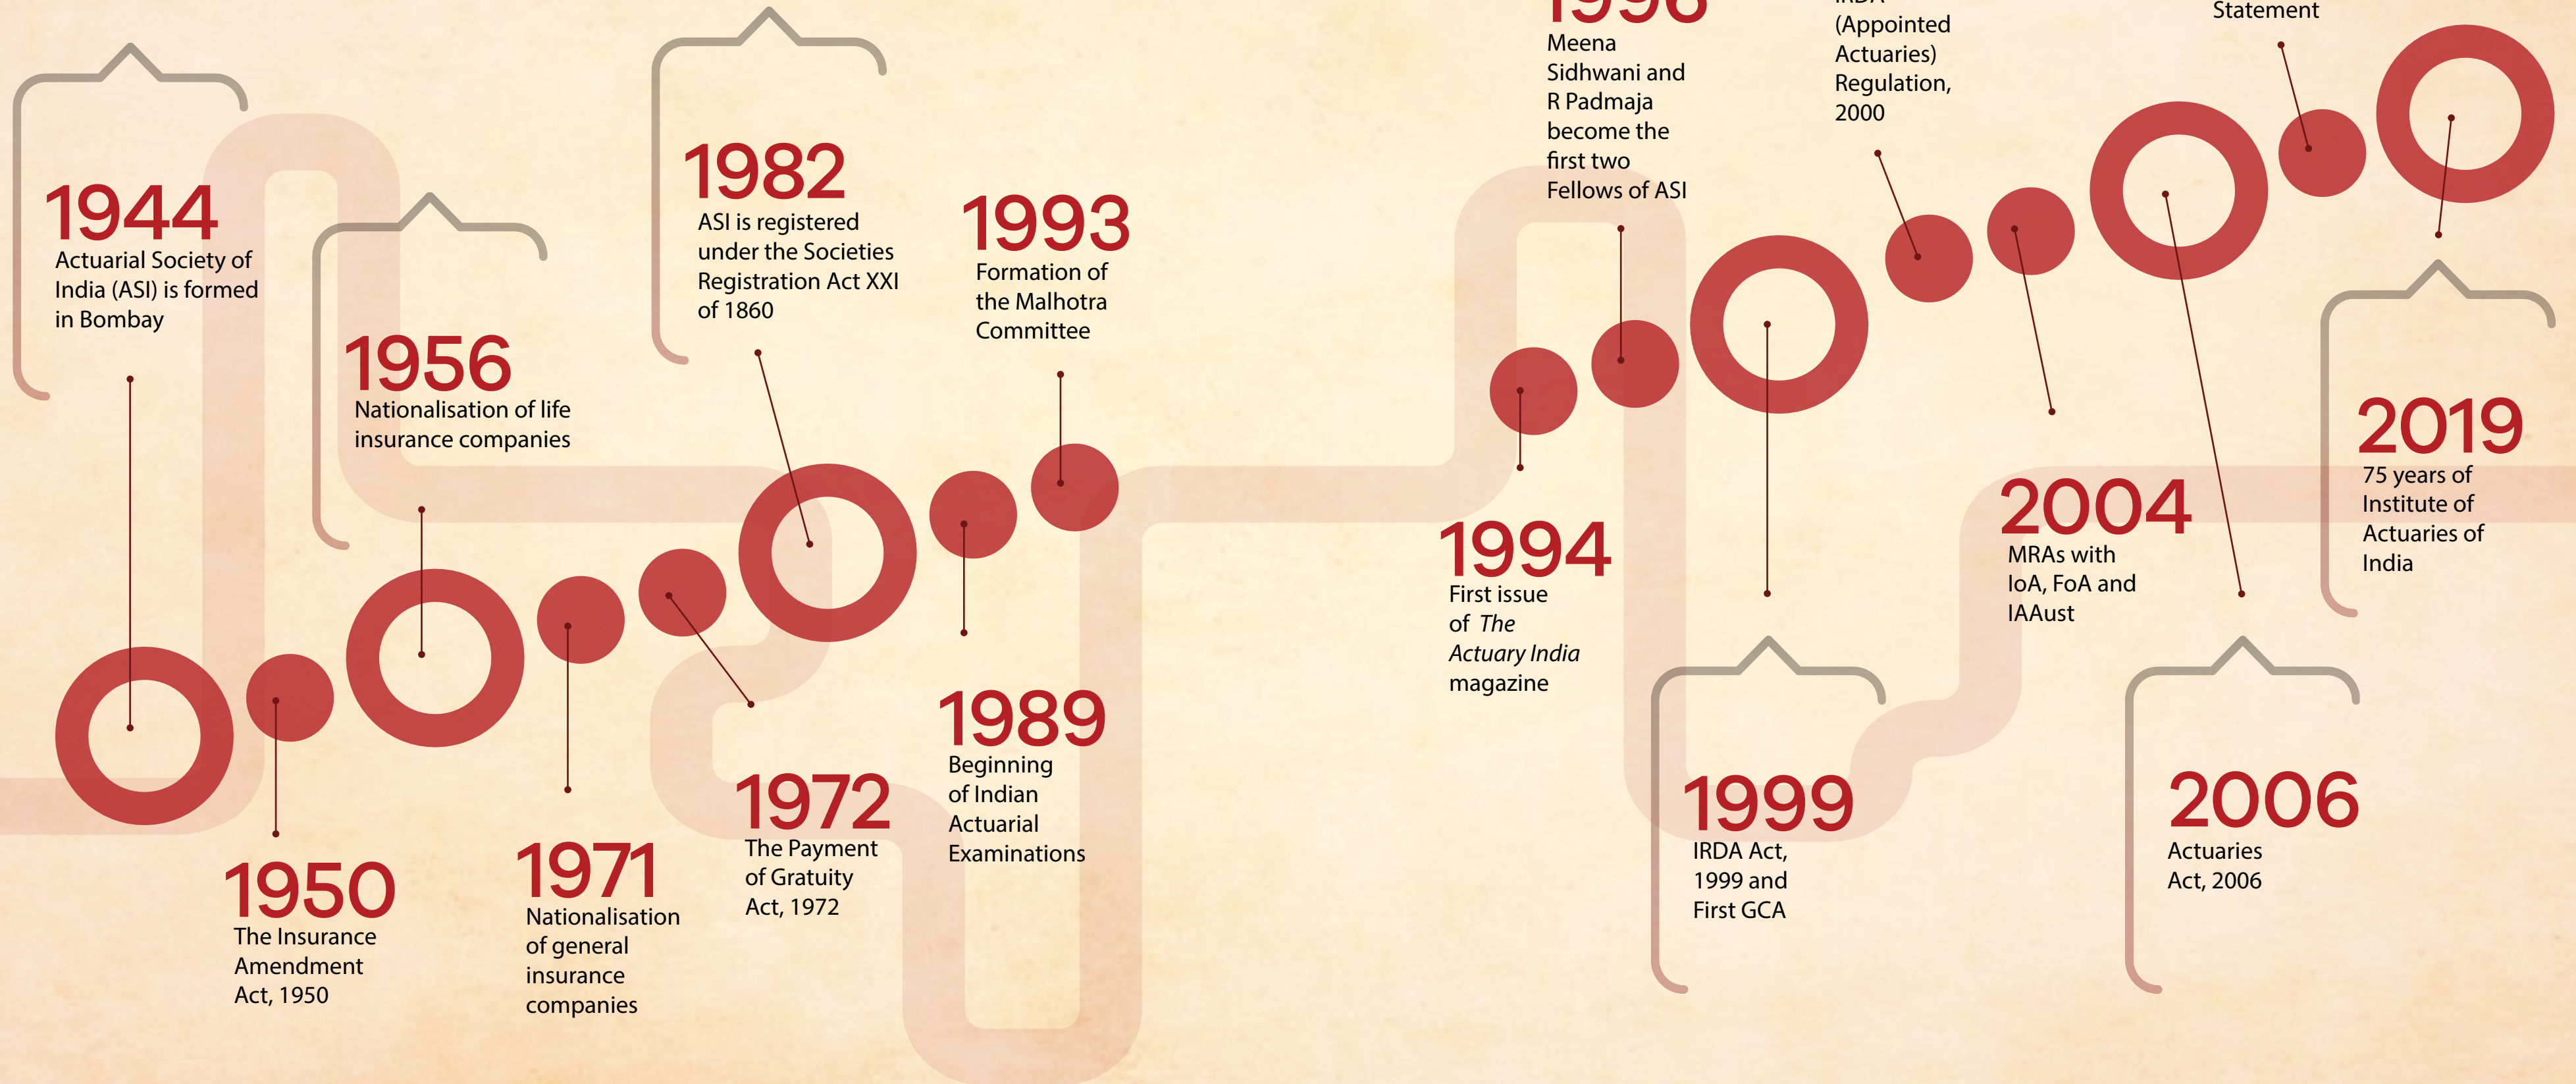 1944
Actuarial Society of
India (ASI) is formed
in Bombay
1950
The Insurance
Amendment
Act, 1950
1956
Nationalisation of life
insurance companies
1971
Nationalisation
of general
insurance
companies
1972
The Payment
of Gratuity
Act, 1972
1982
ASI is registered
under the Societies
Registration Act XXI
of 1860
1989
Beginning
of Indian
Actuarial
Examinations
1993
Formation of
the Malhotra
Committee
1994
First issue
of The
Actuary India
magazine
1996
Meena
Sidhwani and
R Padmaja
become the
first two
Fellows of ASI
1999
IRDA Act,
1999 and
First GCA
IRDA
(Appointed
Actuaries)
Regulation,
2000
2004
MRAs with
IoA, FoA and
IAAust
2006
Actuaries
Act, 2006
Statement
2019
75 years of
Institute of
Actuaries of
India